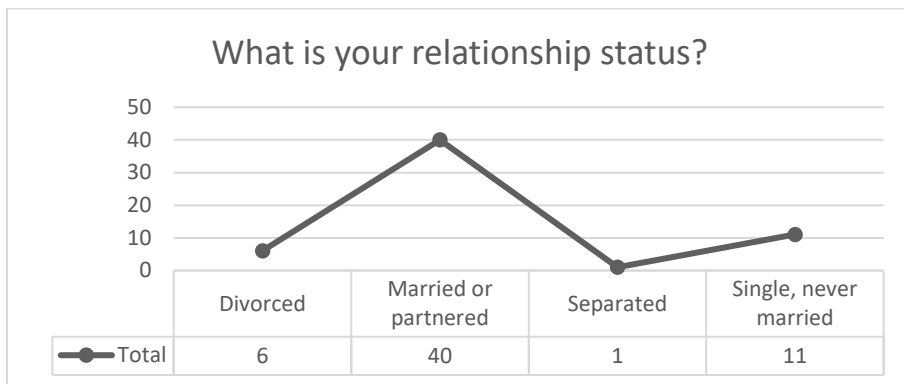 What is your relationship status?
50
40
30
20
10
0
Divorced
Married or
partnered
Separated
Single, never
married
Total 6 40 1 11